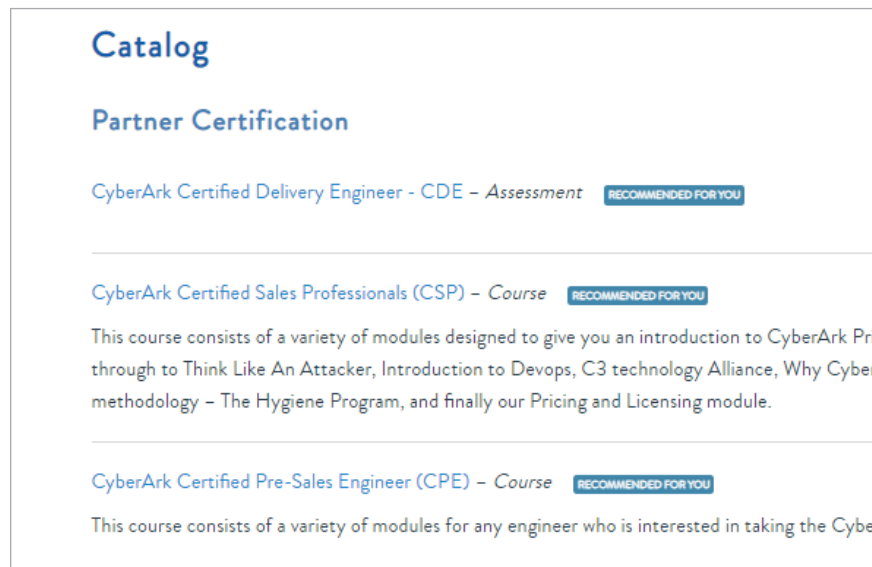 Catalog
Partner Certification
CyberArk Certified Delivery Engineer - CDE – Assessment RECOMMENDED FOR YOU
CyberArk Certified Sales Professionals (CSP) – Course RECOMMENDED FOR YOU
This course consists of a variety of modules designed to give you an introduction to CyberArk
through to Think Like An Attacker, Introduction to Devops, C3 technology Alliance, Why
methodology – The Hygiene Program, and finally our Pricing and Licensing module.
CyberArk Certified Pre-Sales Engineer (CPE) – Course RECOMMENDED FOR YOU
This course consists of a variety of modules for any engineer who is interested in taking the